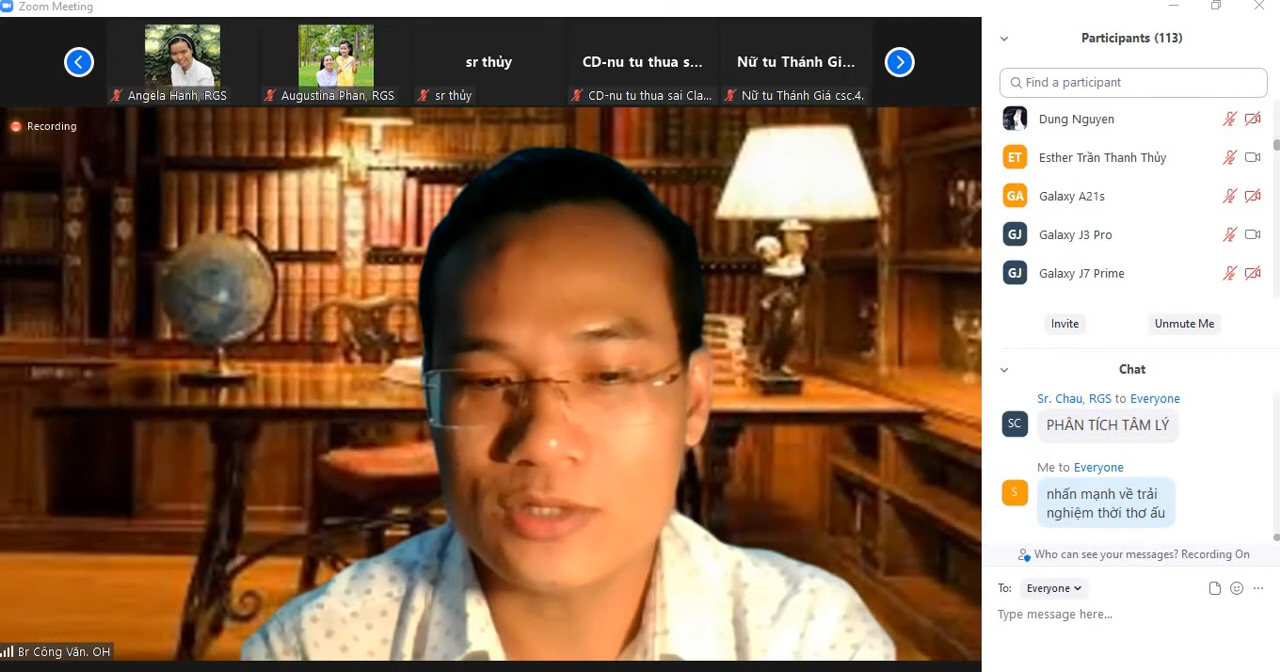 Zoom Meeting
sr thủy
CD-nu tu thua s...
Nữ tu Thánh Gi...
Angela Hanh, RGS
Augustina Phan, RGS
sr thủy
CD-nu tu thua sai Cla...
Nữ tu Thánh Giá csc.4.
Recording
Br Công Văn. OH
Participants (113)
Find a participant
Dung Nguyen
ET Esther Trần Thanh Thủy
GA Galaxy A21s
GJ Galaxy J3 Pro
GJ Galaxy J7 Prime
Invite Unmute Me
Chat
Sr. Chau, RGS to Everyone
SC PHÂN TÍCH TÂM LÝ
Me to Everyone
S nhấn mạnh về trải
nghiệm thời thơ ấu
Who can see your messages? Recording On
To: Everyone
Type message here...